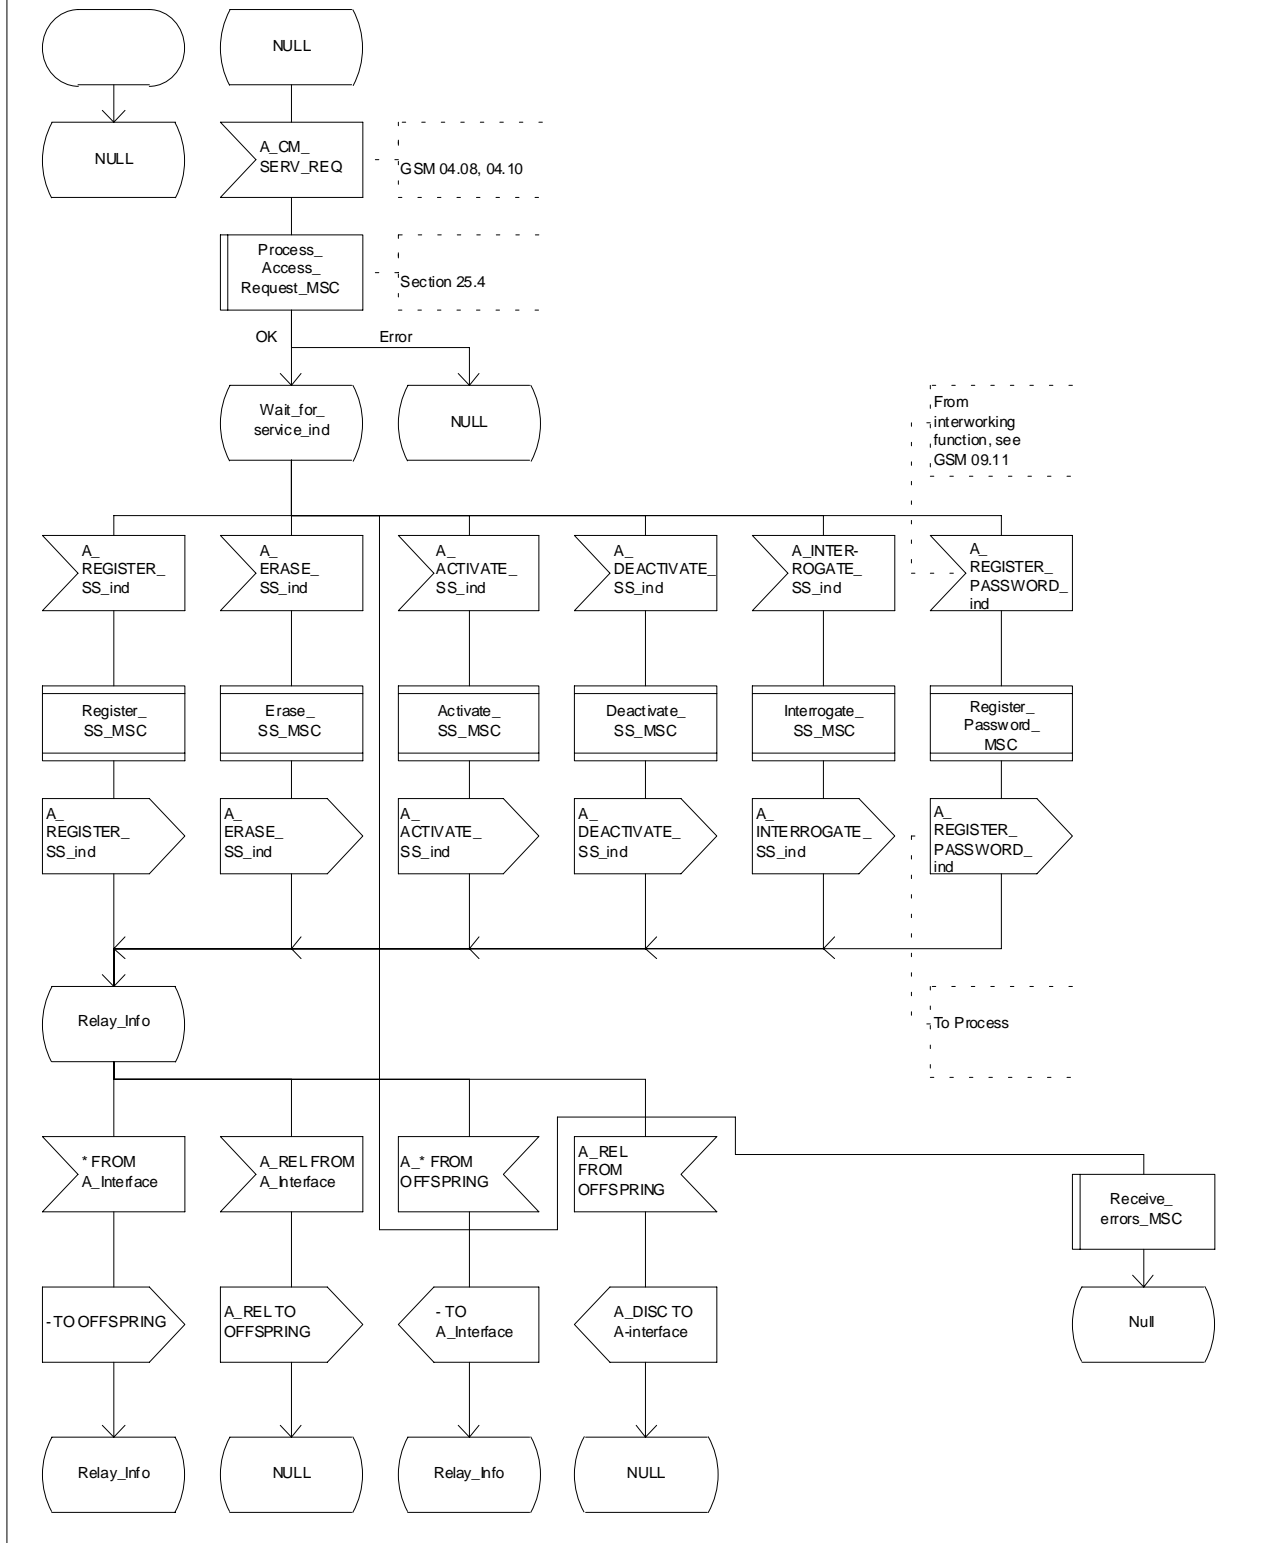 NULL
NULL
A_CM_
SERV_REQ
GSM 04.08, 04.10
Process_
Access_
Request_MSC
Section 25.4
OK
Error
Wait_for_
service_ind
NULL
From
interworking
function, see
GSM 09.11
A_
REGISTER_
SS_ind
A_
ERASE_
SS_ind
A_
ACTIVATE_
SS_ind
A_
DEACTIVATE_
SS_ind
A_INTER-
ROGATE_
SS_ind
A_
REGISTER_
PASSWORD_
ind
Register_
SS_MSC
Erase_
SS_MSC
Activate_
SS_MSC
Deactivate_
SS_MSC
Interrogate_
SS_MSC
Register_
Password_
MSC
A_
REGISTER_
SS_ind
A_
ERASE_
SS_ind
A_
ACTIVATE_
SS_ind
A_
DEACTIVATE_
SS_ind
A_
INTERROGATE_
SS_ind
A_
REGISTER_
PASSWORD_
ind
Relay_Info
To Process
* FROM
A_Interface
A_REL FROM
A_Interface
A_* FROM
OFFSPRING
A_REL
FROM
OFFSPRING
Receive_
errors_MSC
- TO OFFSPRING
A_REL TO
OFFSPRING
- TO
A_Interface
A_DISC TO
A-interface
Null
Relay_Info
NULL
Relay_Info
NULL